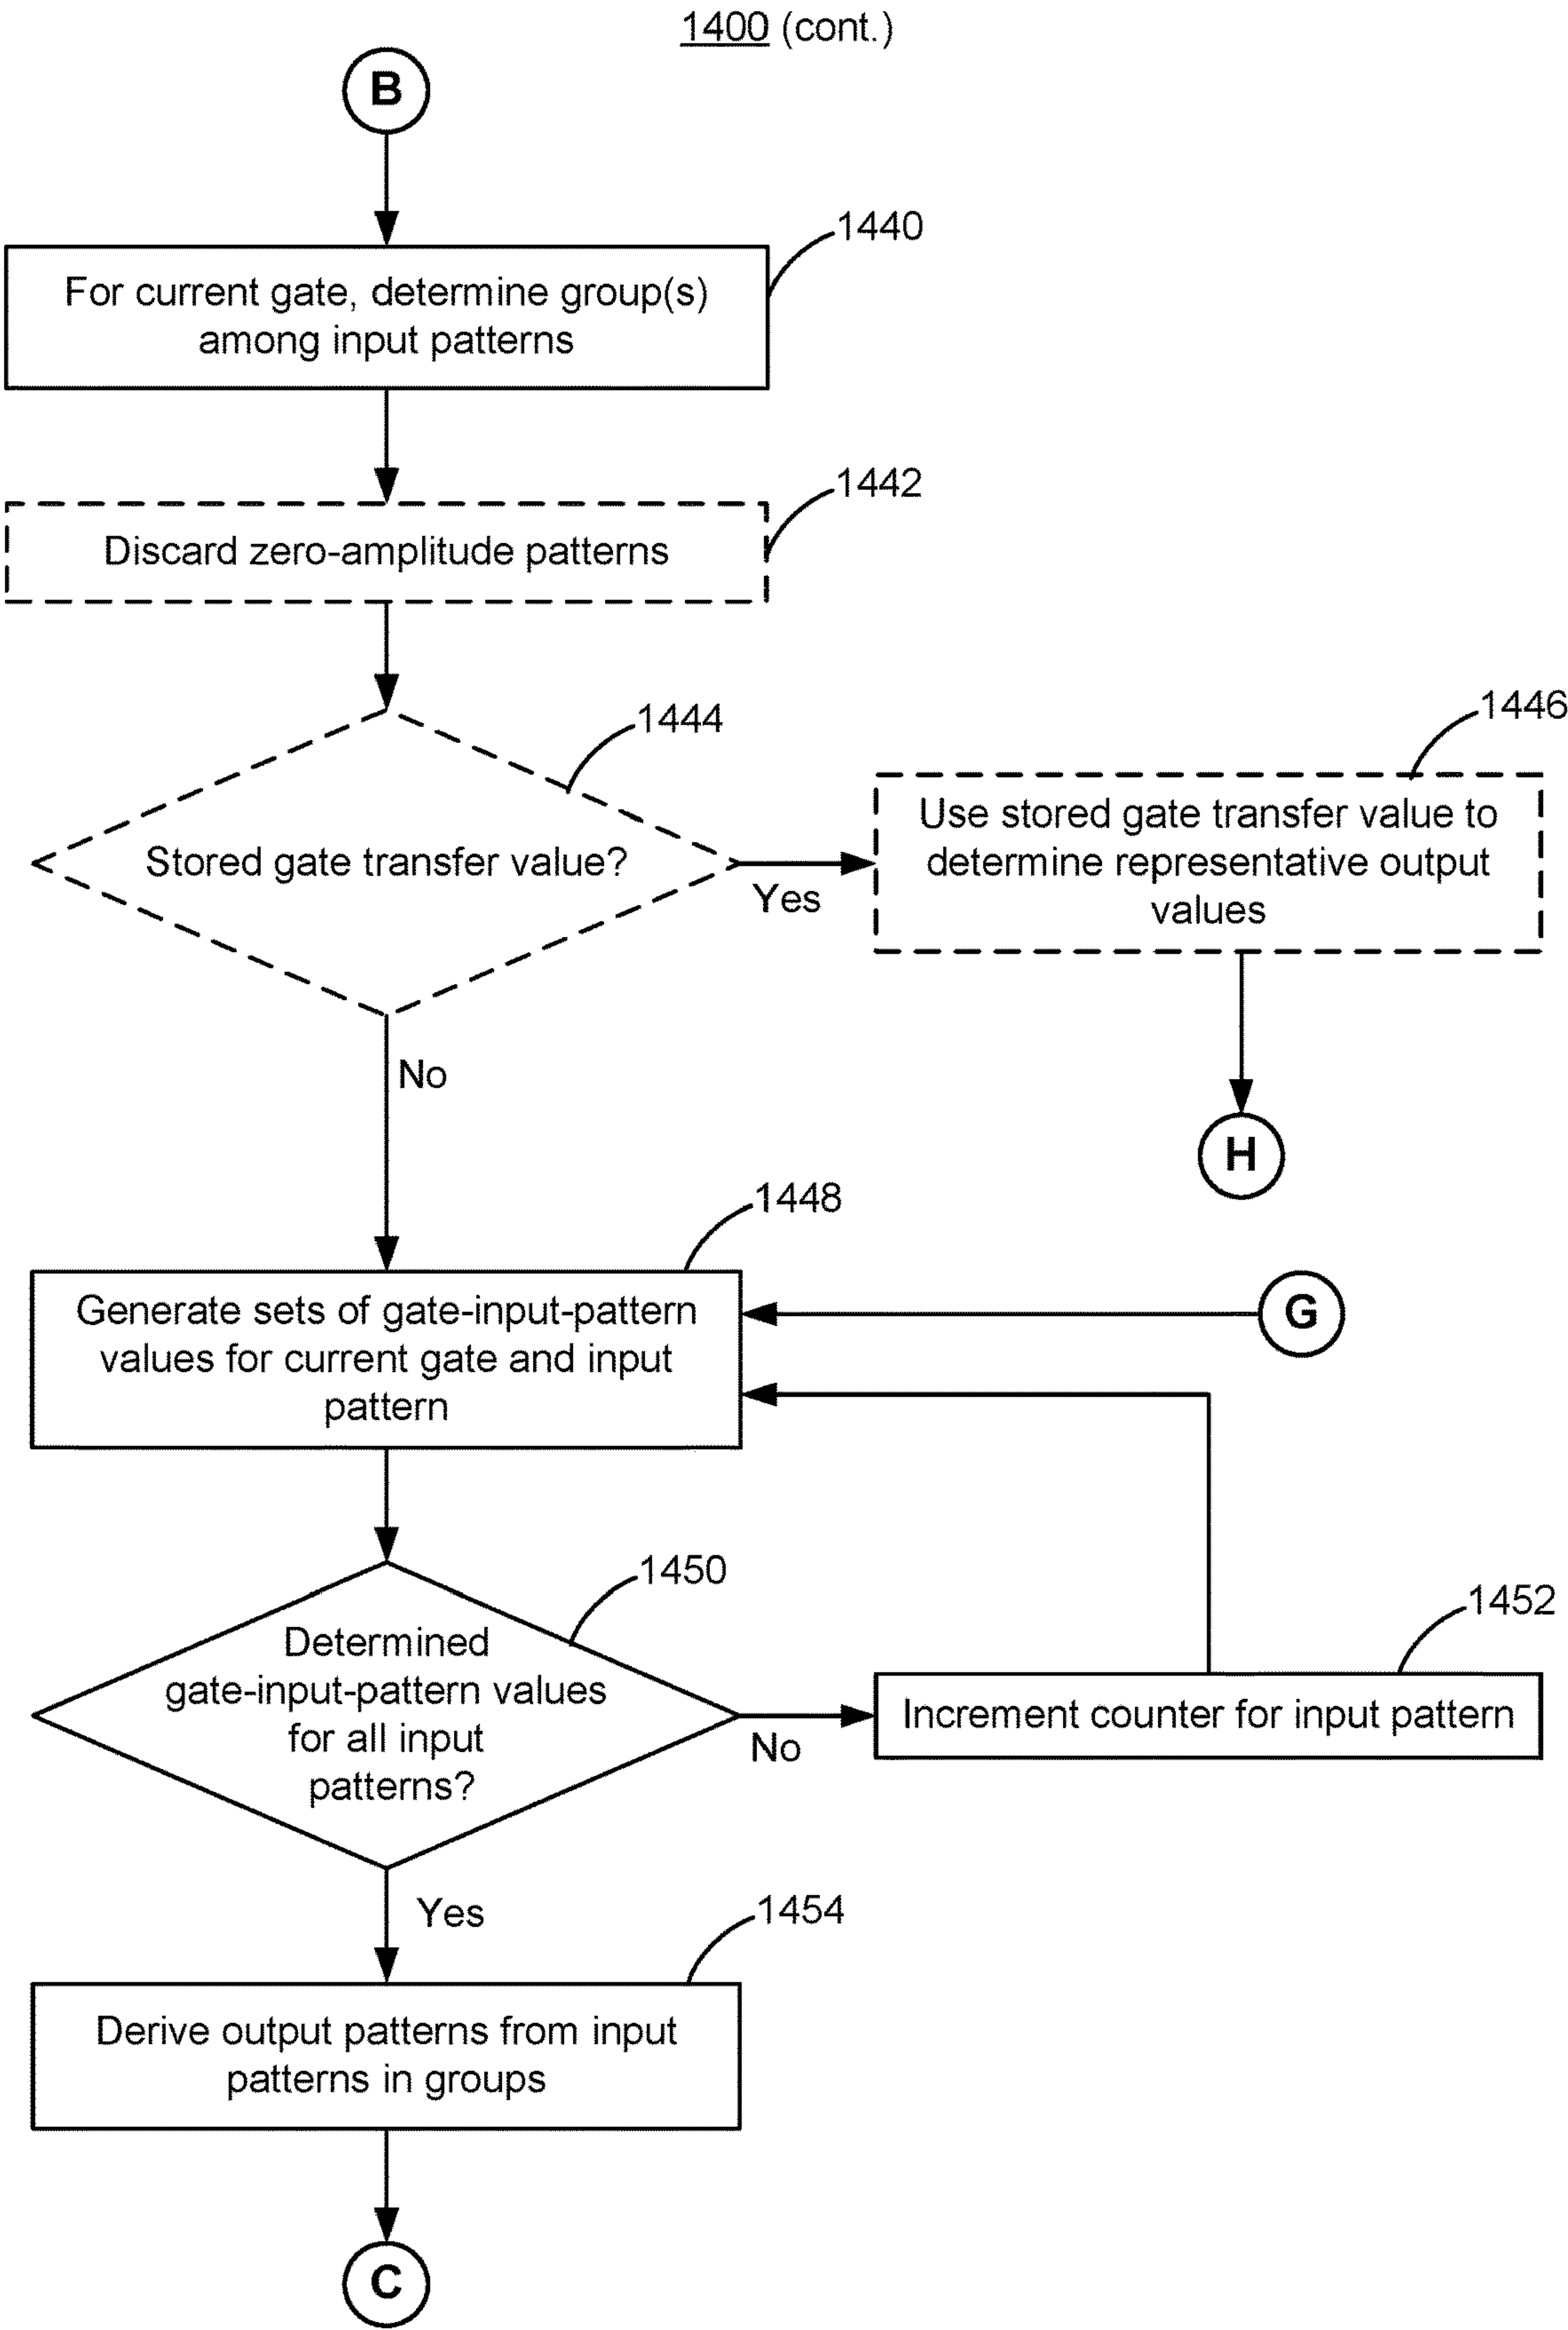 1400 (cont.)
B
1440
For current gate, determine group(s)
among input patterns
1442
Discard zero-amplitude patterns
1444
Stored gate transfer value?
Yes
1446
Use stored gate transfer value to
determine representative output
values
H
No
1448
Generate sets of gate-input-pattern
values for current gate and input
pattern
G
1450
Determined
gate-input-pattern values
for all input
patterns?
No
1452
Increment counter for input pattern
Yes
1454
Derive output patterns from input
patterns in groups
C